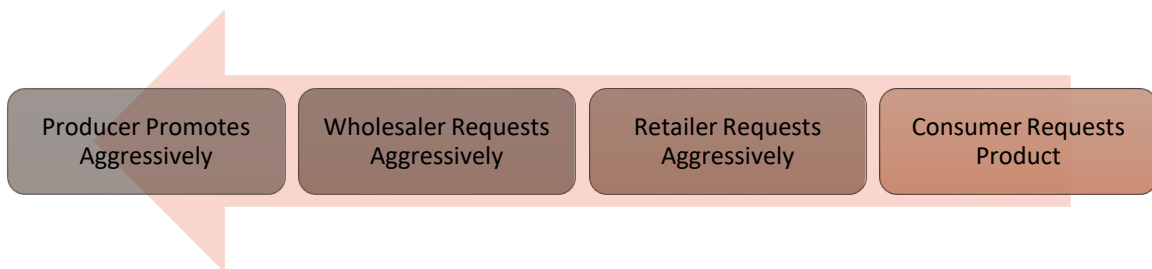 Producer Promotes
Aggressively
Wholesaler Requests
Aggressively
Retailer Requests
Aggressively
Consumer Requests
Product